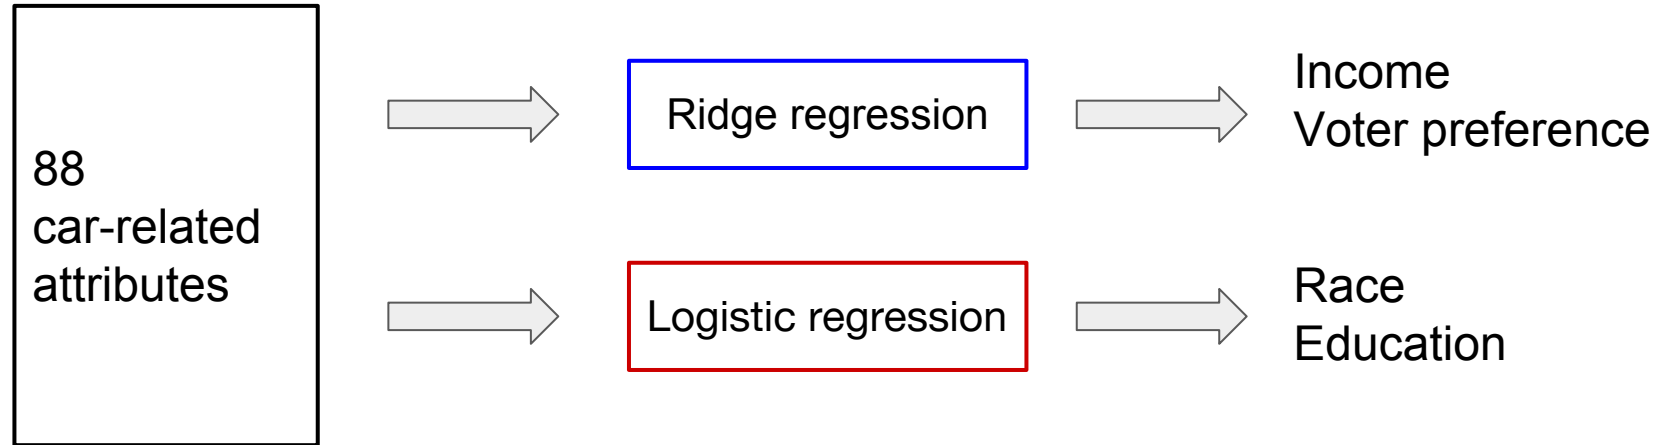 88
car-related
attributes
Ridge regression
Income
Voter preference
Logistic regression
Race
Education